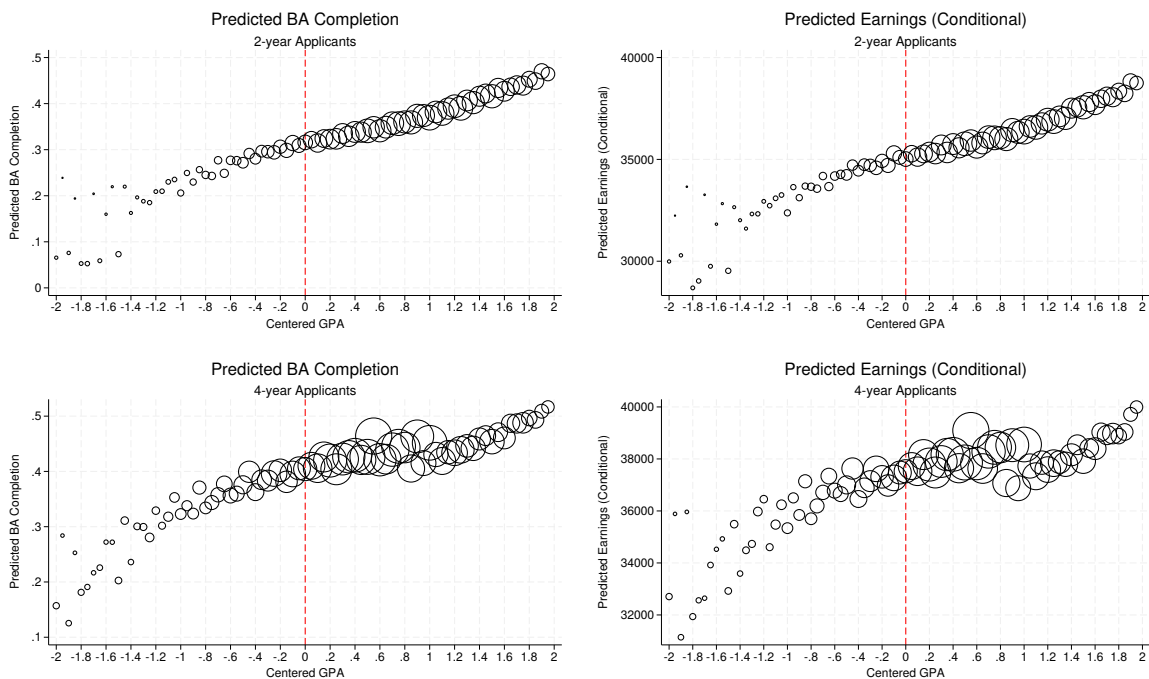 Predicted BA Completion
2-year Applicants
Predicted BA Completion
.5
.4
.3
.2
.1
0
-2 -1.8 -1.6 -1.4 -1.2 -1 -.8 -.6 -.4 -.2 0 .2 .4 .6 .8 1 1.2 1.4 1.6 1.8 2
Centered GPA
Predicted Earnings (Conditional)
2-year Applicants
Predicted Earnings (Conditional)
40000
35000
30000
-2 -1.8 -1.6 -1.4 -1.2 -1 -.8 -.6 -.4 -.2 0 .2 .4 .6 .8 1 1.2 1.4 1.6 1.8 2
Centered GPA
Predicted BA Completion
4-year Applicants
Predicted BA Completion
.5
.4
.3
.2
.1
-2 -1.8 -1.6 -1.4 -1.2 -1 -.8 -.6 -.4 -.2 0 .2 .4 .6 .8 1 1.2 1.4 1.6 1.8 2
Centered GPA
Predicted Earnings (Conditional)
4-year Applicants
Predicted Earnings (Conditional)
40000
38000
36000
34000
32000
-2 -1.8 -1.6 -1.4 -1.2 -1 -.8 -.6 -.4 -.2 0 .2 .4 .6 .8 1 1.2 1.4 1.6 1.8 2
Centered GPA